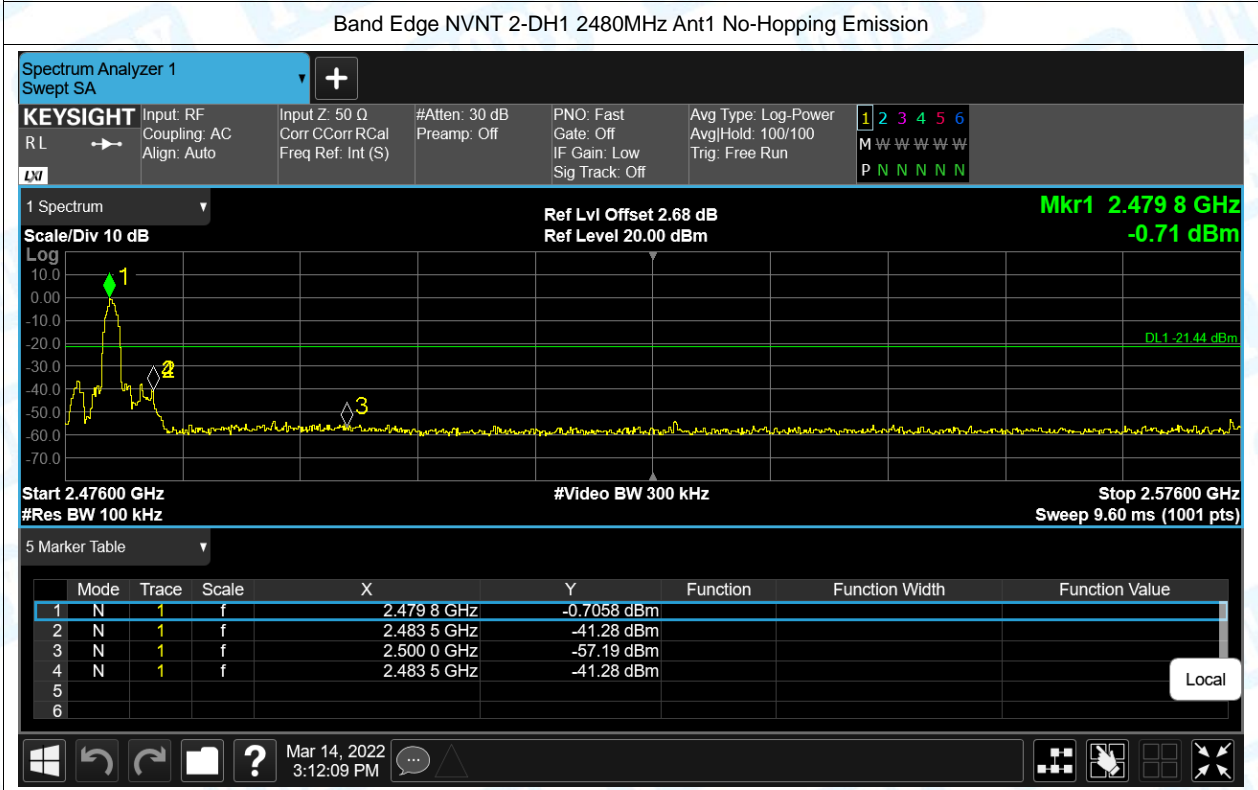 Band Edge NVNT 2-DH1 2480MHz Ant1 No-Hopping Emission
Spectrum Analyzer 1
Swept SA
KEYSIGHT
RL
LXI
Input: RF
Coupling: AC
Align: Auto
Input Z: 50 Ω
Corr CCorr RCal
Freq Ref: Int (S)
#Atten: 30 dB
Preamp: Off
PNO: Fast
Gate: Off
IF Gain: Low
Sig Track: Off
Avg Type: Log-Power
Avg|Hold: 100/100
Trig: Free Run
1 2 3 4 5 6
M W W W W W
P N N N N N
1 Spectrum
Scale/Div 10 dB
Ref Lvl Offset 2.68 dB
Ref Level 20.00 dBm
Mkr1 2.479 8 GHz
-0.71 dBm
Log
10.0
0.00
-10.0
-20.0
-30.0
-40.0
-50.0
-60.0
-70.0
1
2
3
DL1 -21.44 dBm
Start 2.47600 GHz
#Video BW 300 kHz
Stop 2.57600 GHz
#Res BW 100 kHz
Sweep 9.60 ms (1001 pts)
5 Marker Table
Mode Trace Scale X Y Function Function Width Function Value
1 N 1 f 2.479 8 GHz -0.7058 dBm
2 N 1 f 2.483 5 GHz -41.28 dBm
3 N 1 f 2.500 0 GHz -57.19 dBm
4 N 1 f 2.483 5 GHz -41.28 dBm
5
6
Local
?
Mar 14, 2022
3:12:09 PM